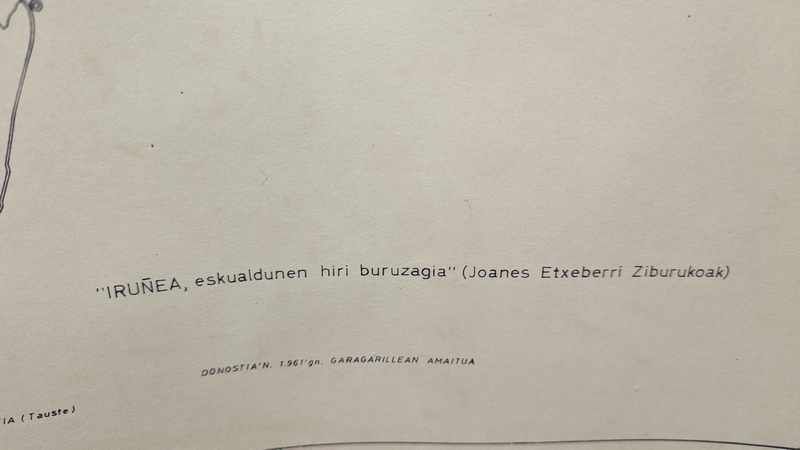 "IRUÑEA, eskualdunen hiri buruzagia" (Joanes Etxeberri Ziburukoak)
DONOSTIA'N. 1.961'gn. GARAGARILLEAN AMAITUA
IA (Tauste)